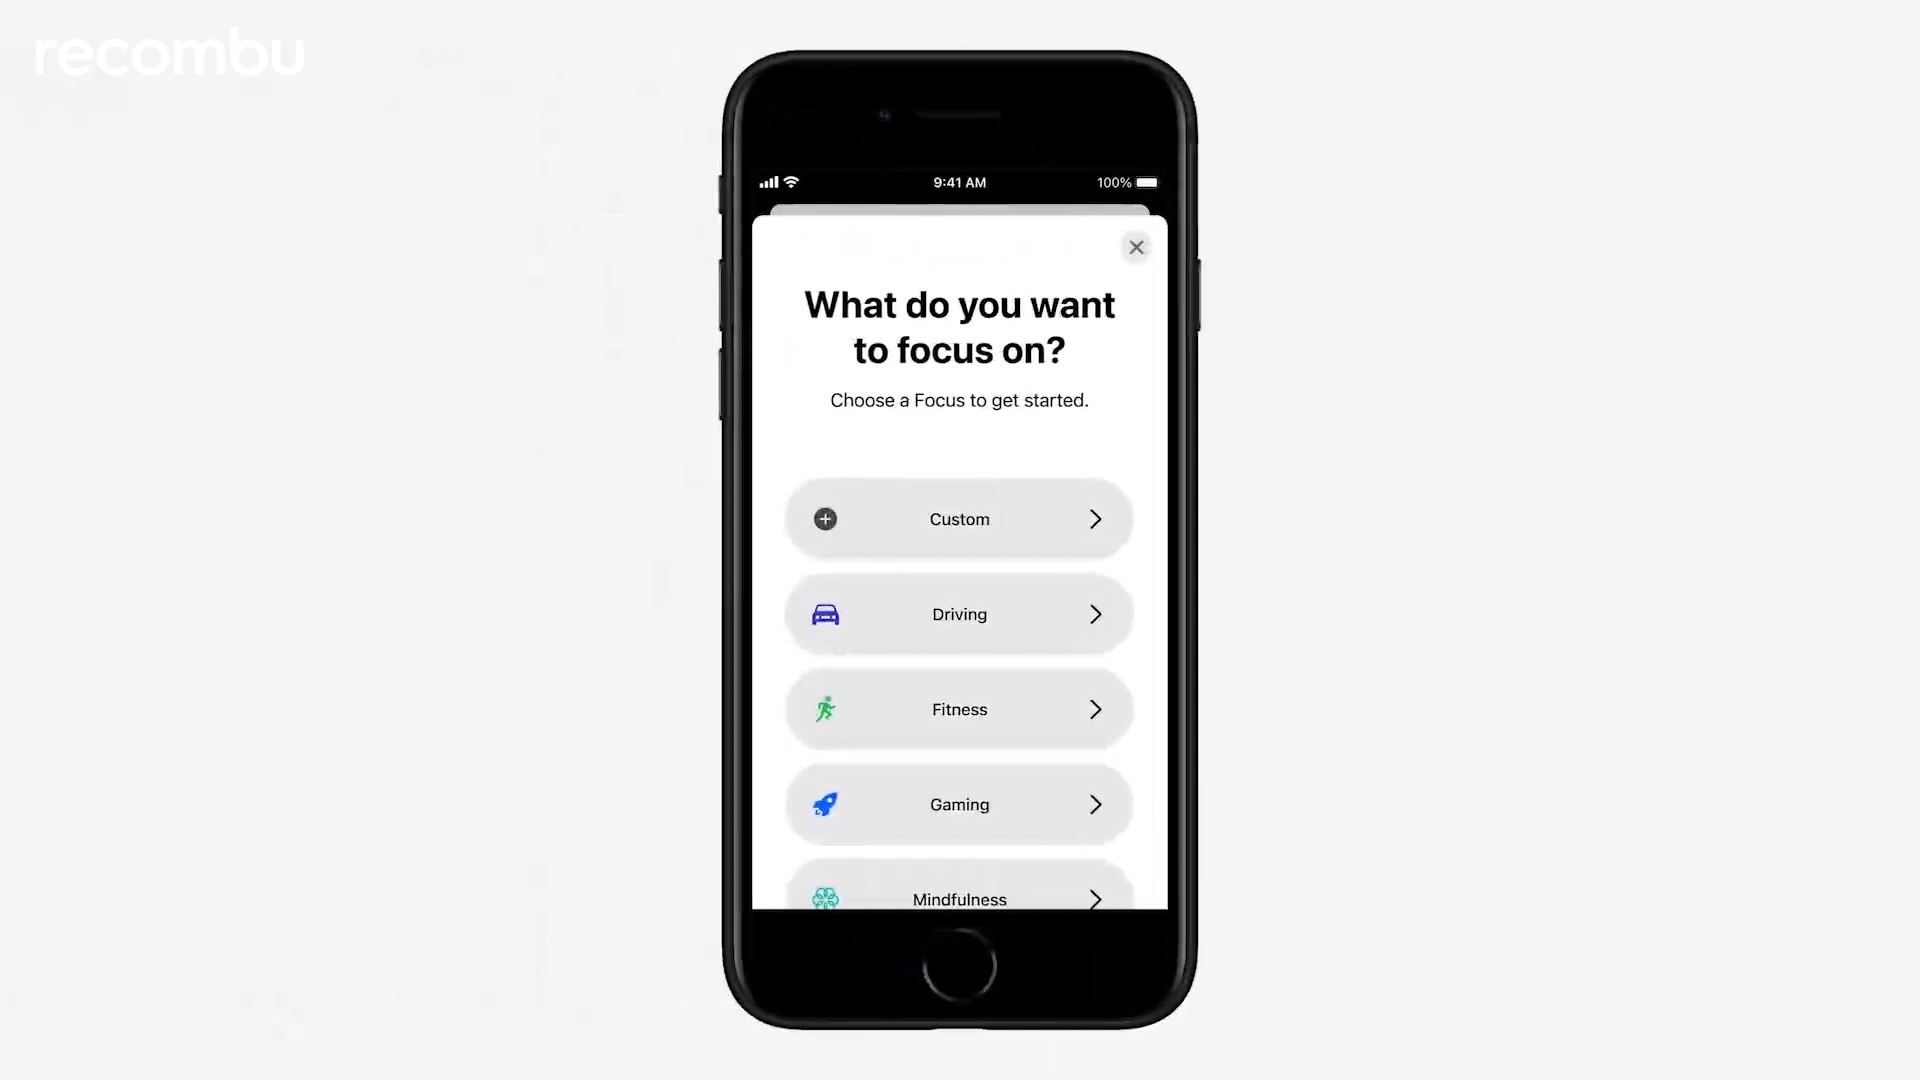 recombu
9:41 AM
100%
What do you want
to focus on?
Choose a Focus to get started.
Custom
Driving
Fitness
Gaming
Mindfulness